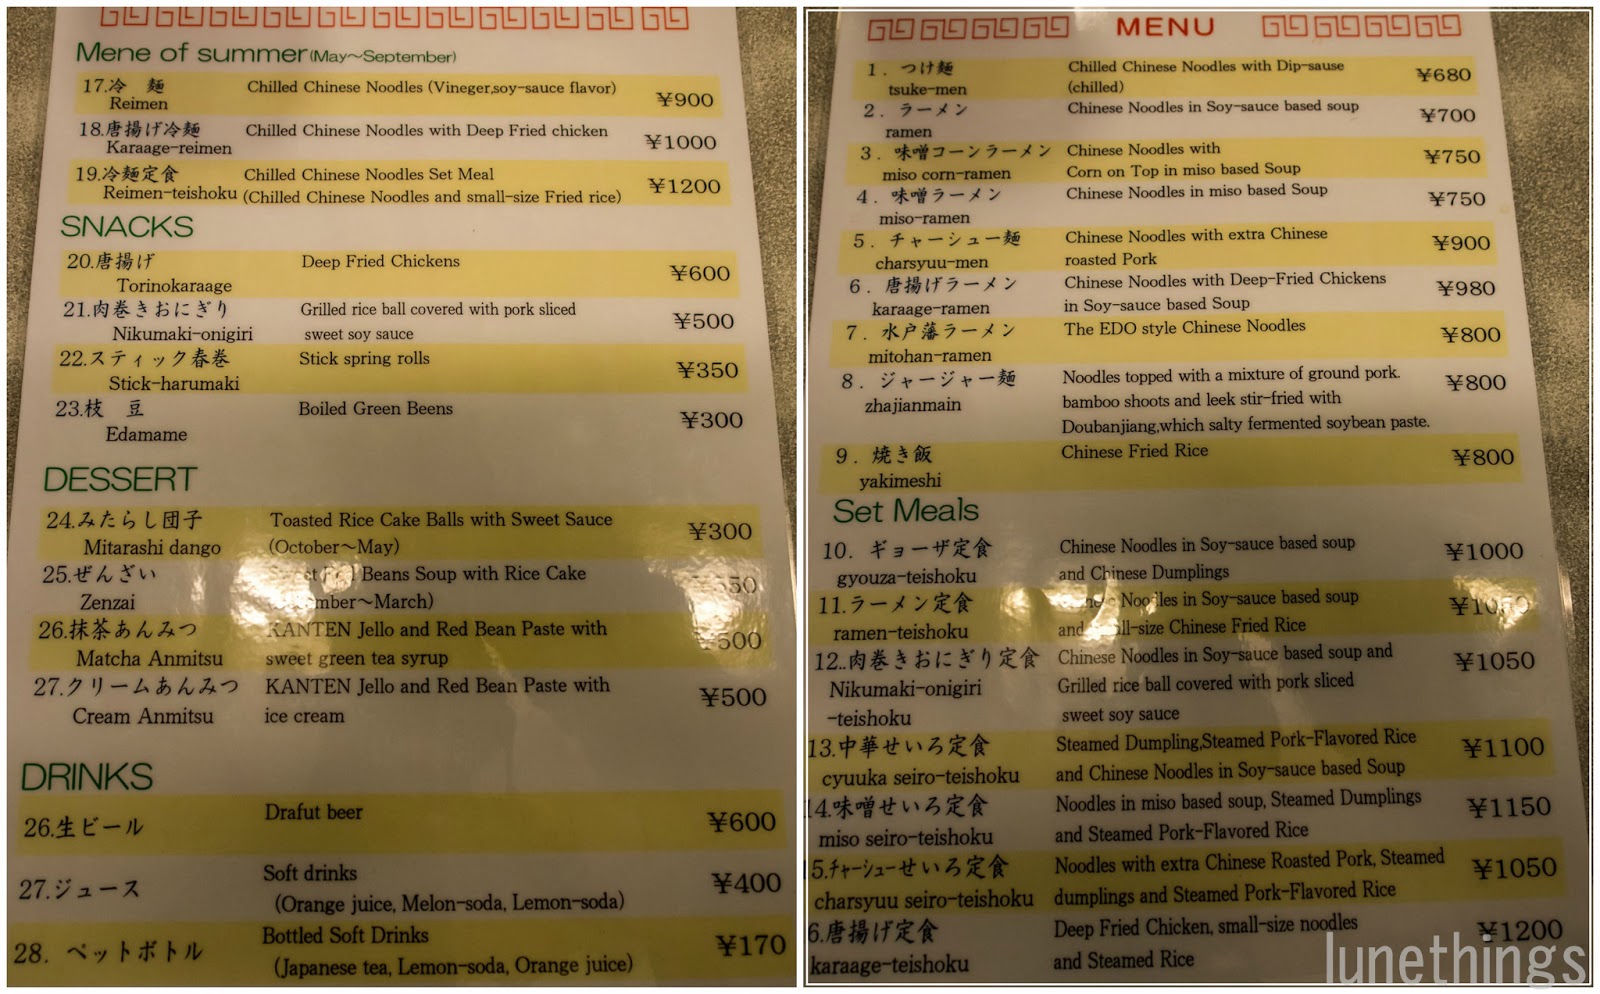 Mene of summer(May～September)
17.冷　麺 Chilled Chinese Noodles (Vineger,soy-sauce flavor) ¥900
Reimen
18.唐揚げ冷麺 Chilled Chinese Noodles with Deep Fried chicken ¥1000
Karaage-reimen
19.冷麺定食 Chilled Chinese Noodles Set Meal ¥1200
Reimen-teishoku (Chilled Chinese Noodles and small-size Fried rice)
SNACKS
20.唐揚げ Deep Fried Chickens ¥600
Torinokaraage
21.肉巻きおにぎり Grilled rice ball covered with pork sliced ¥500
Nikumaki-onigiri sweet soy sauce
22.スティック春巻 Stick spring rolls ¥350
Stick-harumaki
23.枝　豆 Boiled Green Beens ¥300
Edamame
DESSERT
24.みたらし団子 Toasted Rice Cake Balls with Sweet Sauce ¥300
Mitarashi dango (October～May)
25.ぜんざい Beans Soup with Rice Cake
Zenzai ～March)
26.抹茶あんみつ KANTEN Jello and Red Bean Paste with ¥500
Matcha Anmitsu sweet green tea syrup
27.クリームあんみつ KANTEN Jello and Red Bean Paste with ¥500
Cream Anmitsu ice cream
DRINKS
26.生ビール Drafut beer ¥600
27.ジュース Soft drinks ¥400
(Orange juice, Melon-soda, Lemon-soda)
28. ペットボトル Bottled Soft Drinks ¥170
(Japanese tea, Lemon-soda, Orange juice)
MENU
1. つけ麺 Chilled Chinese Noodles with Dip-sause ¥680
tsuke-men (chilled)
2. ラーメン Chinese Noodles in Soy-sauce based soup ¥700
ramen
3. 味噌コーンラーメン Chinese Noodles with ¥750
miso corn-ramen Corn on Top in miso based Soup
4. 味噌ラーメン Chinese Noodles in miso based Soup ¥750
miso-ramen
5. チャーシュー麺 Chinese Noodles with extra Chinese ¥900
charsyuu-men roasted Pork
6. 唐揚げラーメン Chinese Noodles with Deep-Fried Chickens ¥980
karaage-ramen in Soy-sauce based Soup
7. 水戸藩ラーメン The EDO style Chinese Noodles ¥800
mitohan-ramen
8. ジャージャー麺 Noodles topped with a mixture of ground pork. ¥800
zhajianmain bamboo shoots and leek stir-fried with
Doubanjiang,which salty fermented soybean paste.
9. 焼き飯 Chinese Fried Rice ¥800
yakimeshi
Set Meals
10. ギョーザ定食 Chinese Noodles in Soy-sauce based soup ¥1000
gyouza-teishoku and Chinese Dumplings
11.ラーメン定食 Chinese Noodles in Soy-sauce based soup ¥1050
ramen-teishoku and small-size Chinese Fried Rice
12..肉巻きおにぎり定食 Chinese Noodles in Soy-sauce based soup and ¥1050
Nikumaki-onigiri Grilled rice ball covered with pork sliced
-teishoku sweet soy sauce
13.中華せいろ定食 Steamed Dumpling,Steamed Pork-Flavored Rice ¥1100
cyuuka seiro-teishoku and Chinese Noodles in Soy-sauce based Soup
14.味噌せいろ定食 Noodles in miso based soup, Steamed Dumplings ¥1150
miso seiro-teishoku and Steamed Pork-Flavored Rice
5.ﾁｬｰｼｭｰせいろ定食 Noodles with extra Chinese Roasted Pork, Steamed ¥1050
charsyuu seiro-teishoku dumplings and Steamed Pork-Flavored Rice
6.唐揚げ定食 Deep Fried Chicken, small-size noodles ¥1200
karaage-teishoku and Steamed Rice
lunethings